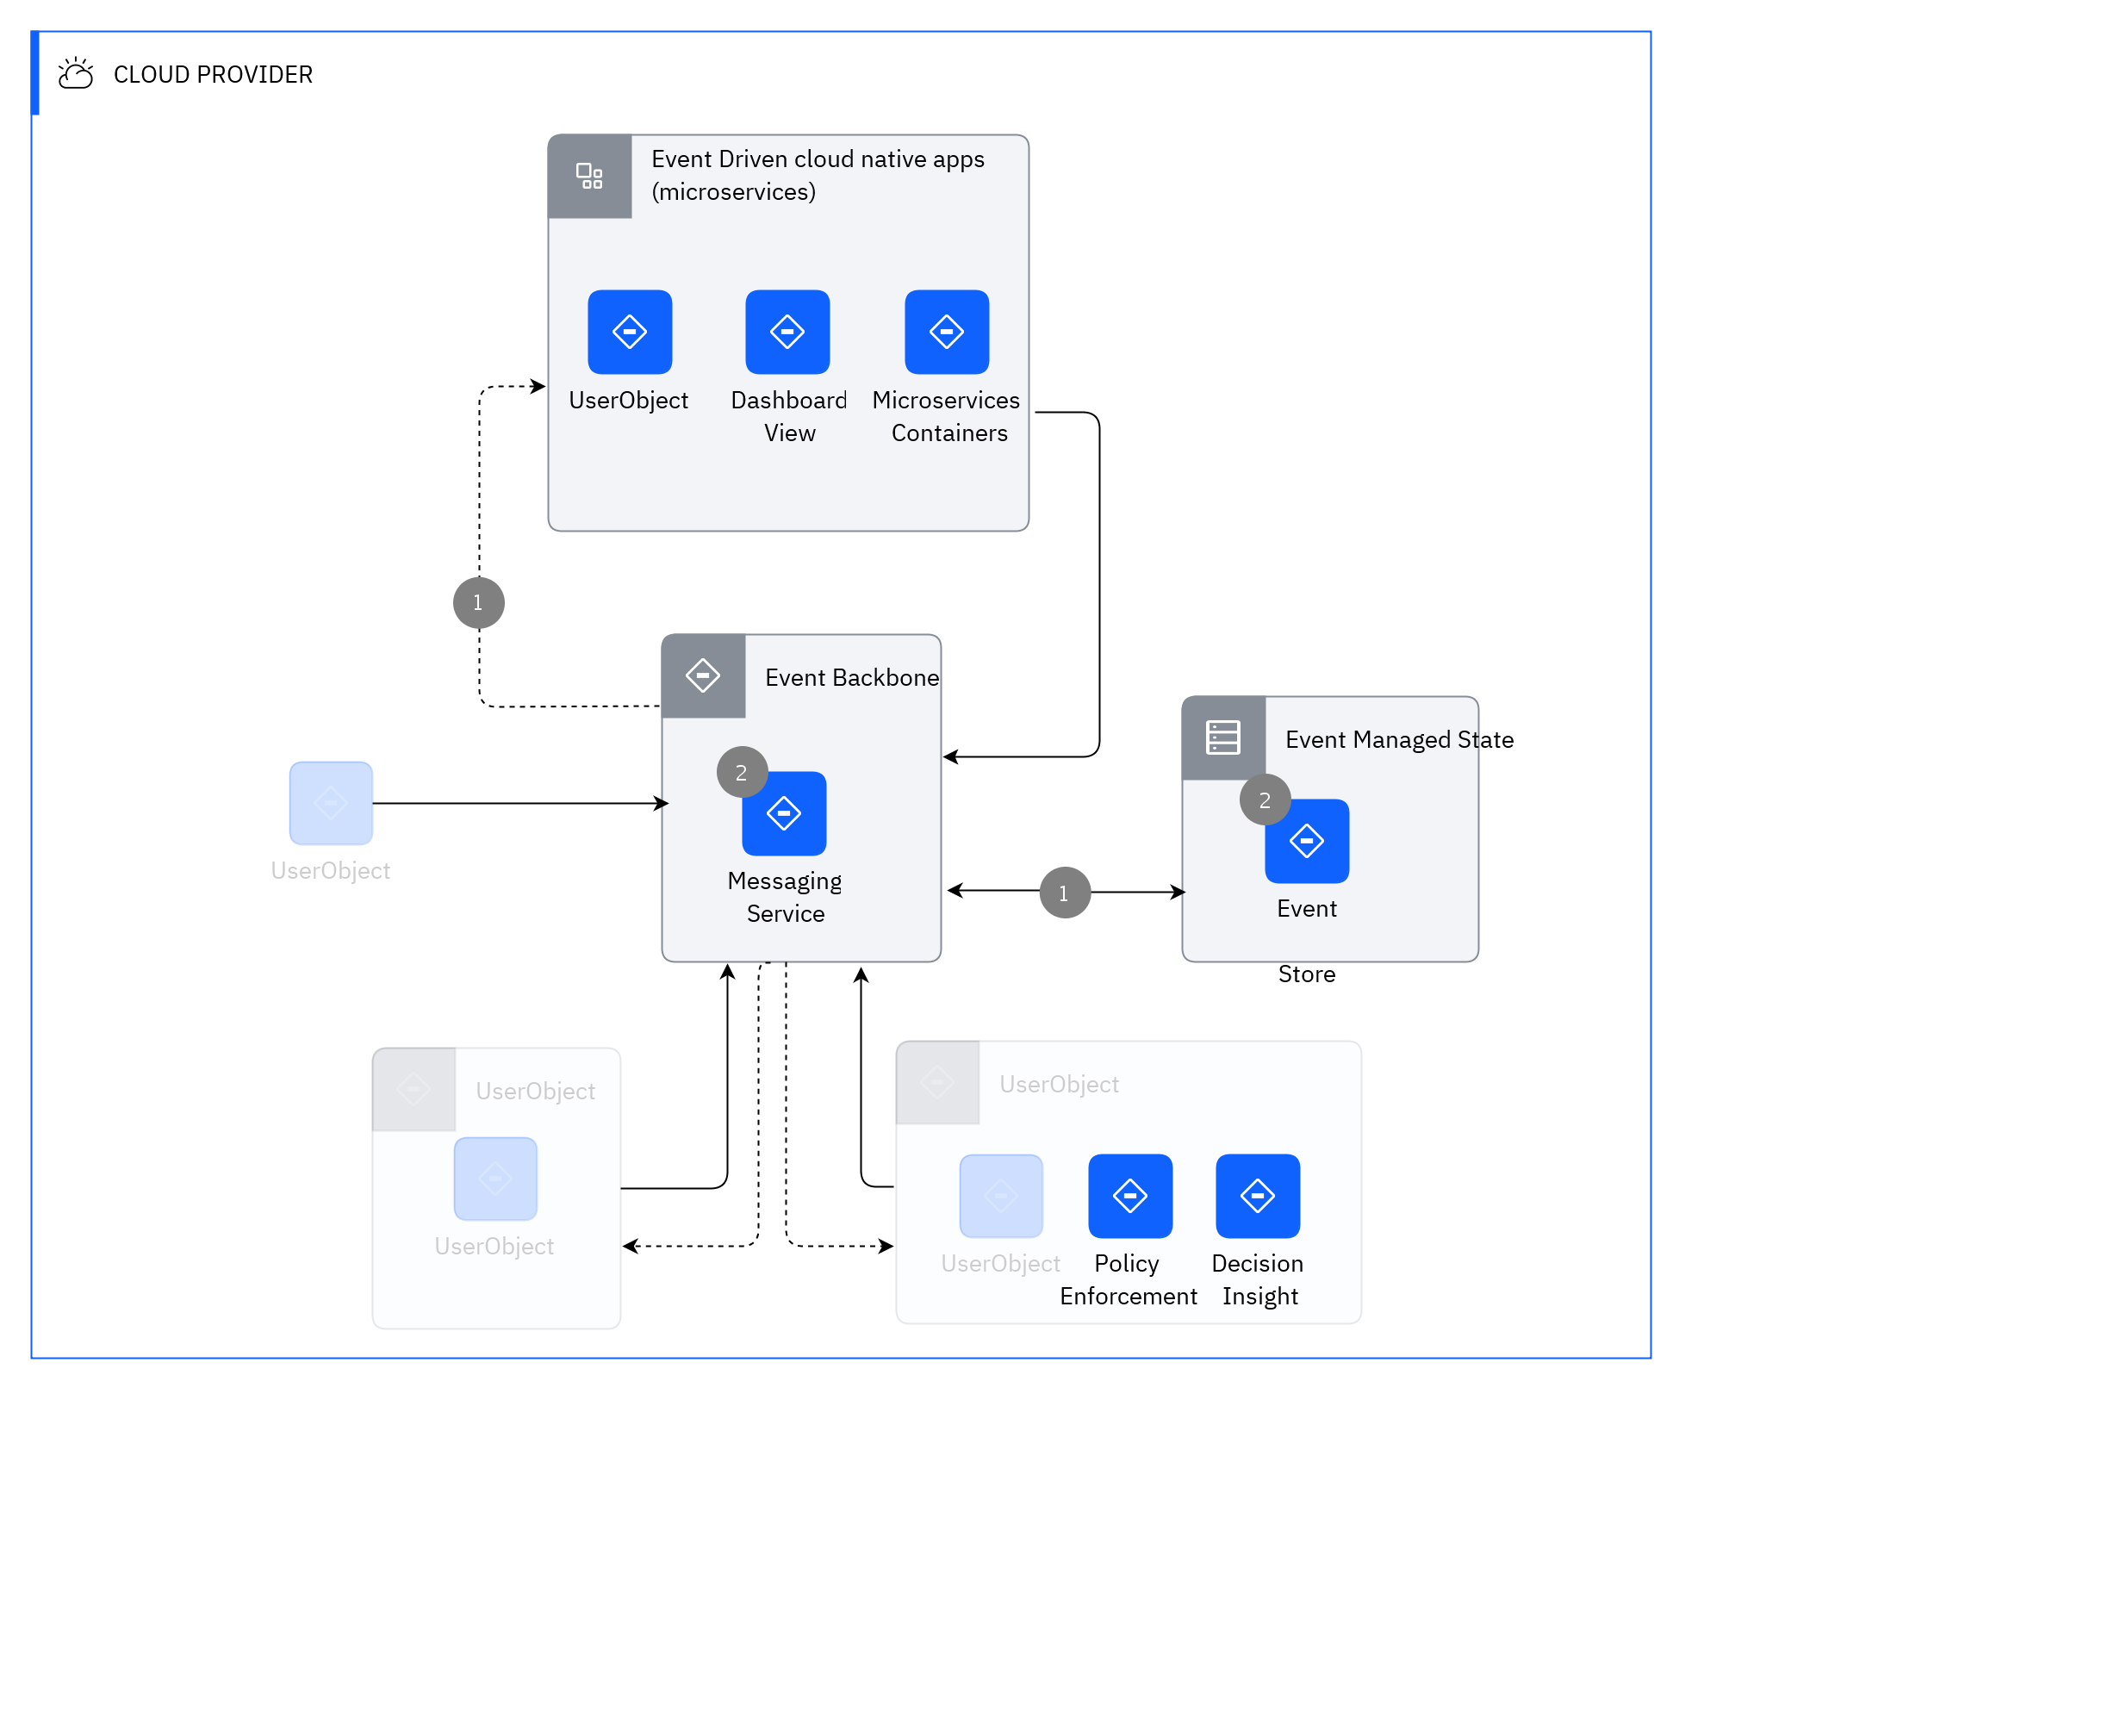 CLOUD PROVIDER
Event Driven cloud native apps
(microservices)
UserObject
Dashboard
View
Microservices
Containers
1
Event Backbone
2
Messaging
Service
UserObject
1
Event Managed State
2
Event
Store
UserObject
UserObject
UserObject
UserObject
Policy
Enforcement
Decision
Insight